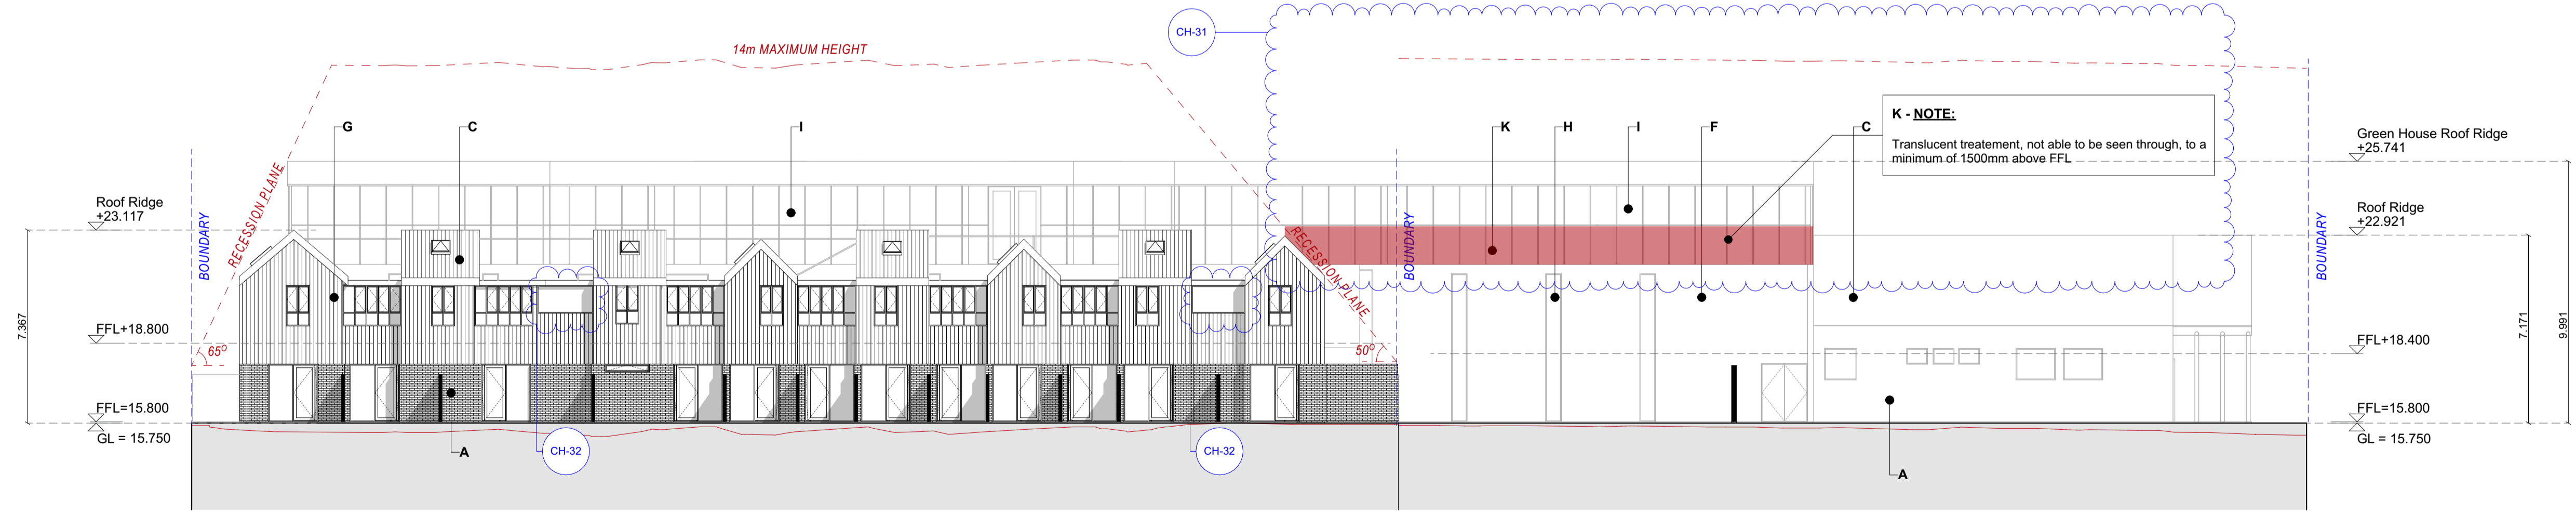 CH-31
14m MAXIMUM HEIGHT
G
C
I
K
H
I
F
C
K - NOTE:
Translucent treatement, not able to be seen through, to a
minimum of 1500mm above FFL
Green House Roof Ridge
+25.741
Roof Ridge
+23.117
RECESSION PLANE
BOUNDARY
RECESSION PLANE
BOUNDARY
BOUNDARY
Roof Ridge
+22.921
7.367
FFL+18.800
65O
50O
FFL+18.400
7.171
9.991
FFL=15.800
GL = 15.750
FFL=15.800
GL = 15.750
A
CH-32
CH-32
A